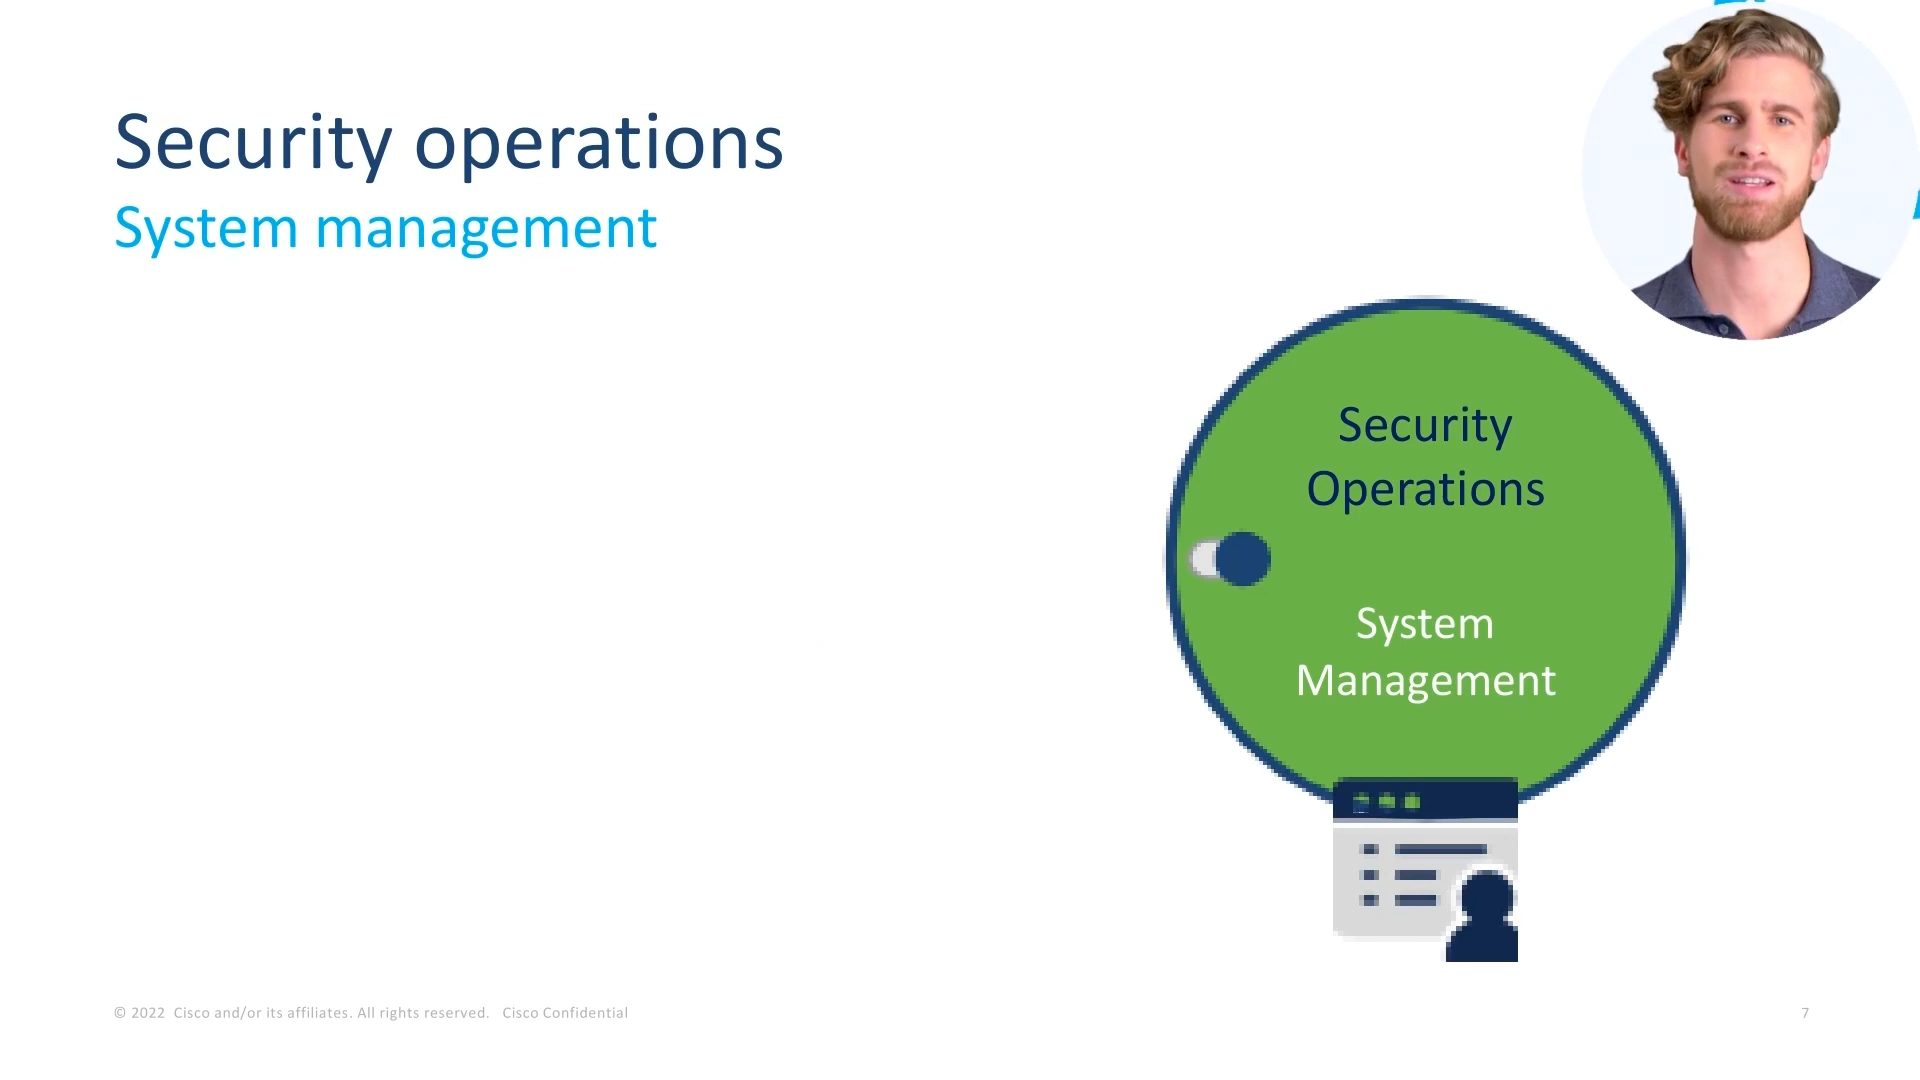 Security operations
System management
Security
Operations
System
Management
© 2022 Cisco and/or its affiliates. All rights reserved. Cisco Confidential
7